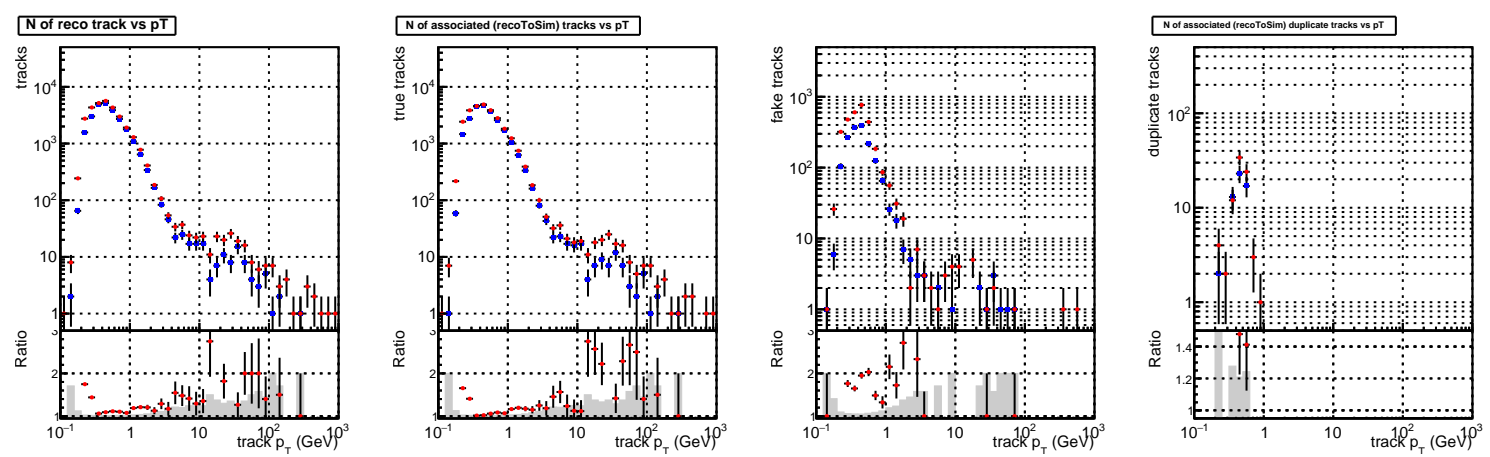 N of reco track vs pT
tracks
10^4
10^3
10^2
10
1
Ratio
3
2
1
10^-1 1 10 10^2 10^3
track p_T (GeV)
N of associated (recoToSim) tracks vs pT
true tracks
10^4
10^3
10^2
10
1
Ratio
3
2
1
10^-1 1 10 10^2 10^3
track p_T (GeV)
fake tracks
10^3
10^2
10
1
Ratio
3
2
1
10^-1 1 10 10^2 10^3
track p_T (GeV)
N of associated (recoToSim) duplicate tracks vs pT
duplicate tracks
10^2
10
1
Ratio
1.4
1.2
1
10^-1 1 10 10^2 10^3
track p_T (GeV)